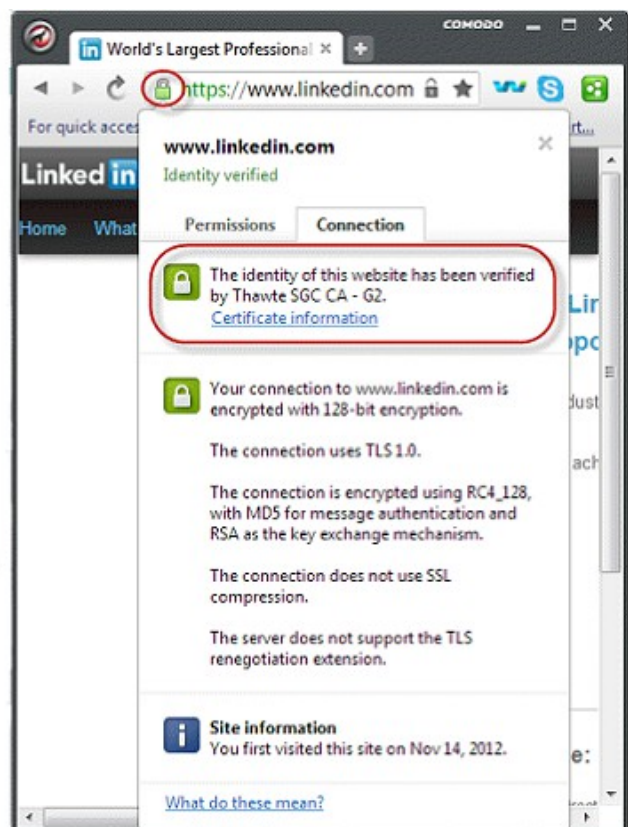 COMODO
World's Largest Professional
https://www.linkedin.com
For quick acces
rt...
www.linkedin.com
Identity verified
Linked in
Home What
Permissions Connection
The identity of this website has been verified
by Thawte SGC CA - G2.
Certificate information
Lir
opo
Your connection to www.linkedin.com is
encrypted with 128-bit encryption.
dust
The connection uses TLS 1.0.
ach
The connection is encrypted using RC4_128,
with MD5 for message authentication and
RSA as the key exchange mechanism.
The connection does not use SSL
compression.
The server does not support the TLS
renegotiation extension.
Site information
You first visited this site on Nov 14, 2012.
e:
What do these mean?